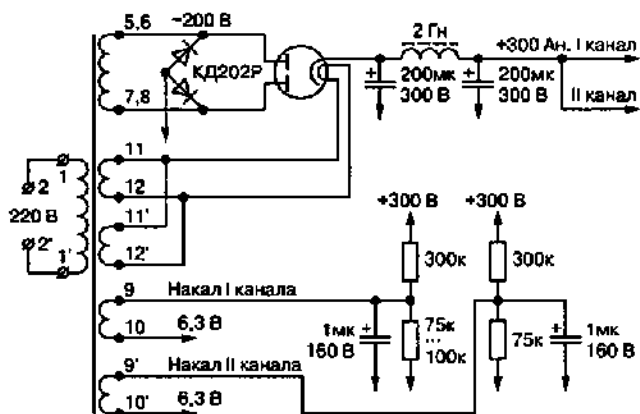 5,6
~200 В
КД202Р
7,8
2 Гн
+300 Ан. I канал
200мк
300 В
200мк
300 В
II канал
11
12
11'
12'
2
1
220 В
2'
1'
+300 В
+300 В
300к
300к
9
Накал I канала
10
6,3 В
1мк
160 В
75к
...
100к
75к
1мк
160 В
9'
Накал II канала
10'
6,3 В